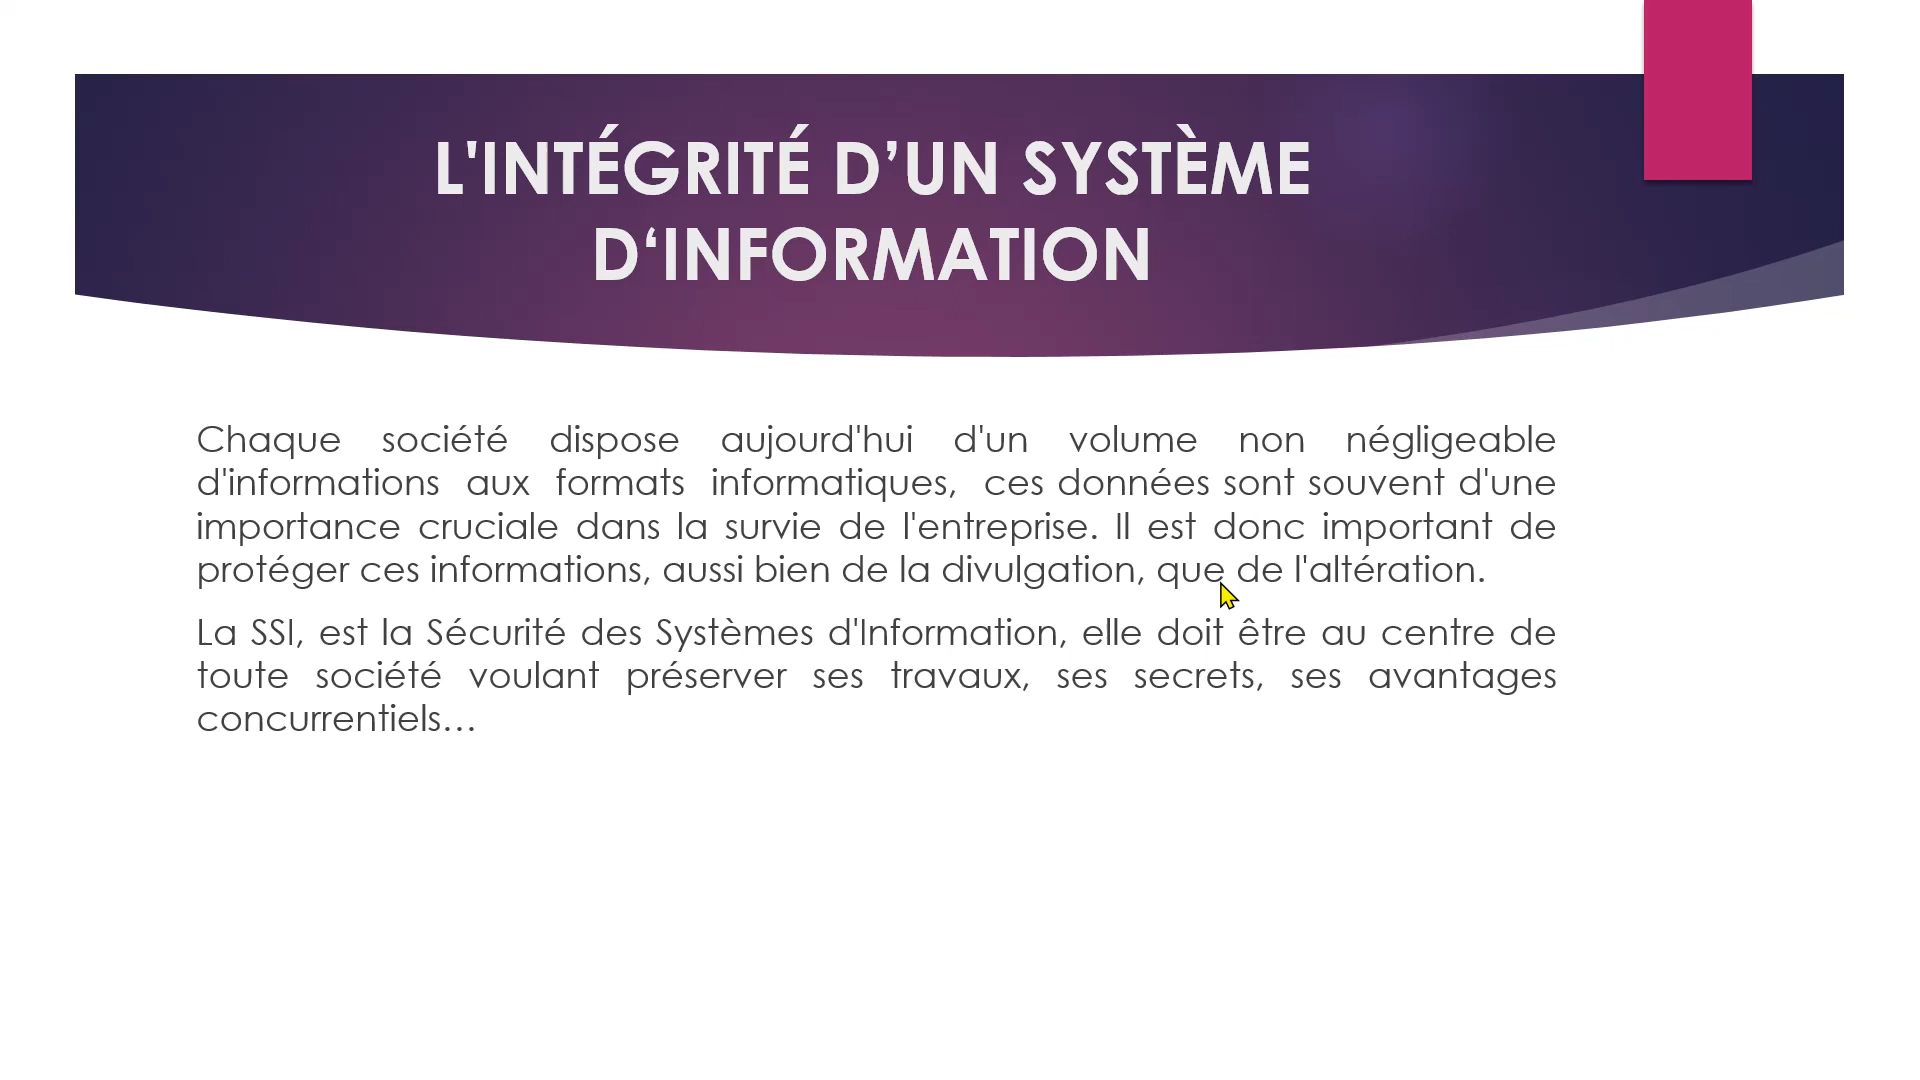 L'INTÉGRITÉ D’UN SYSTÈME
D‘INFORMATION
Chaque société dispose aujourd'hui d'un volume non négligeable
d'informations aux formats informatiques, ces données sont souvent d'une
importance cruciale dans la survie de l'entreprise. Il est donc important de
protéger ces informations, aussi bien de la divulgation, que de l'altération.
La SSI, est la Sécurité des Systèmes d'Information, elle doit être au centre de
toute société voulant préserver ses travaux, ses secrets, ses avantages
concurrentiels…